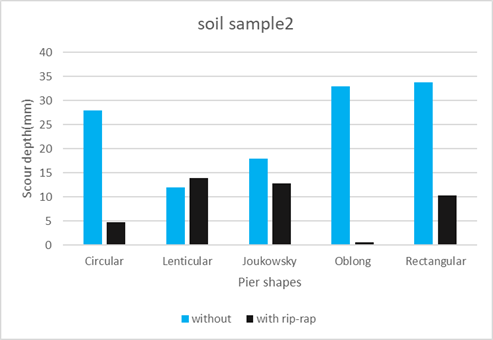 soil sample2
40
35
30
25
20
15
10
5
0
Scour depth(mm)
Circular Lenticular Joukowsky Oblong Rectangular
Pier shapes
without with rip-rap